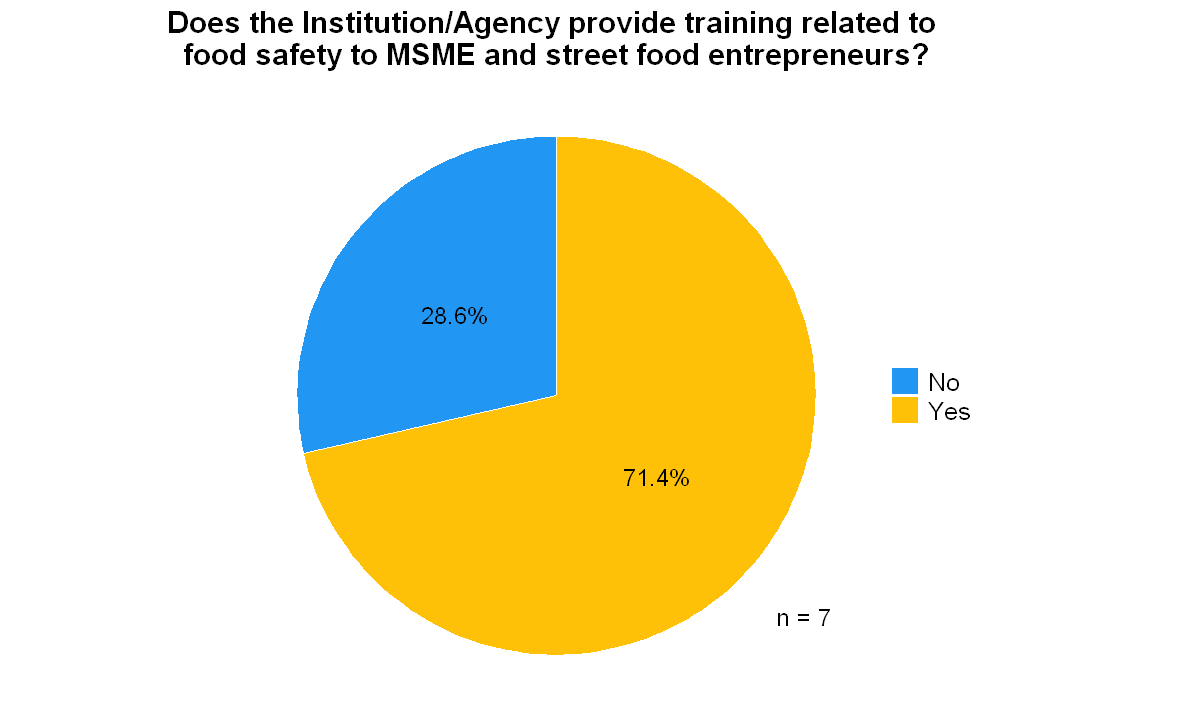 Does the Institution/Agency provide training related to
food safety to MSME and street food entrepreneurs?
28.6%
No
Yes
71.4%
n = 7